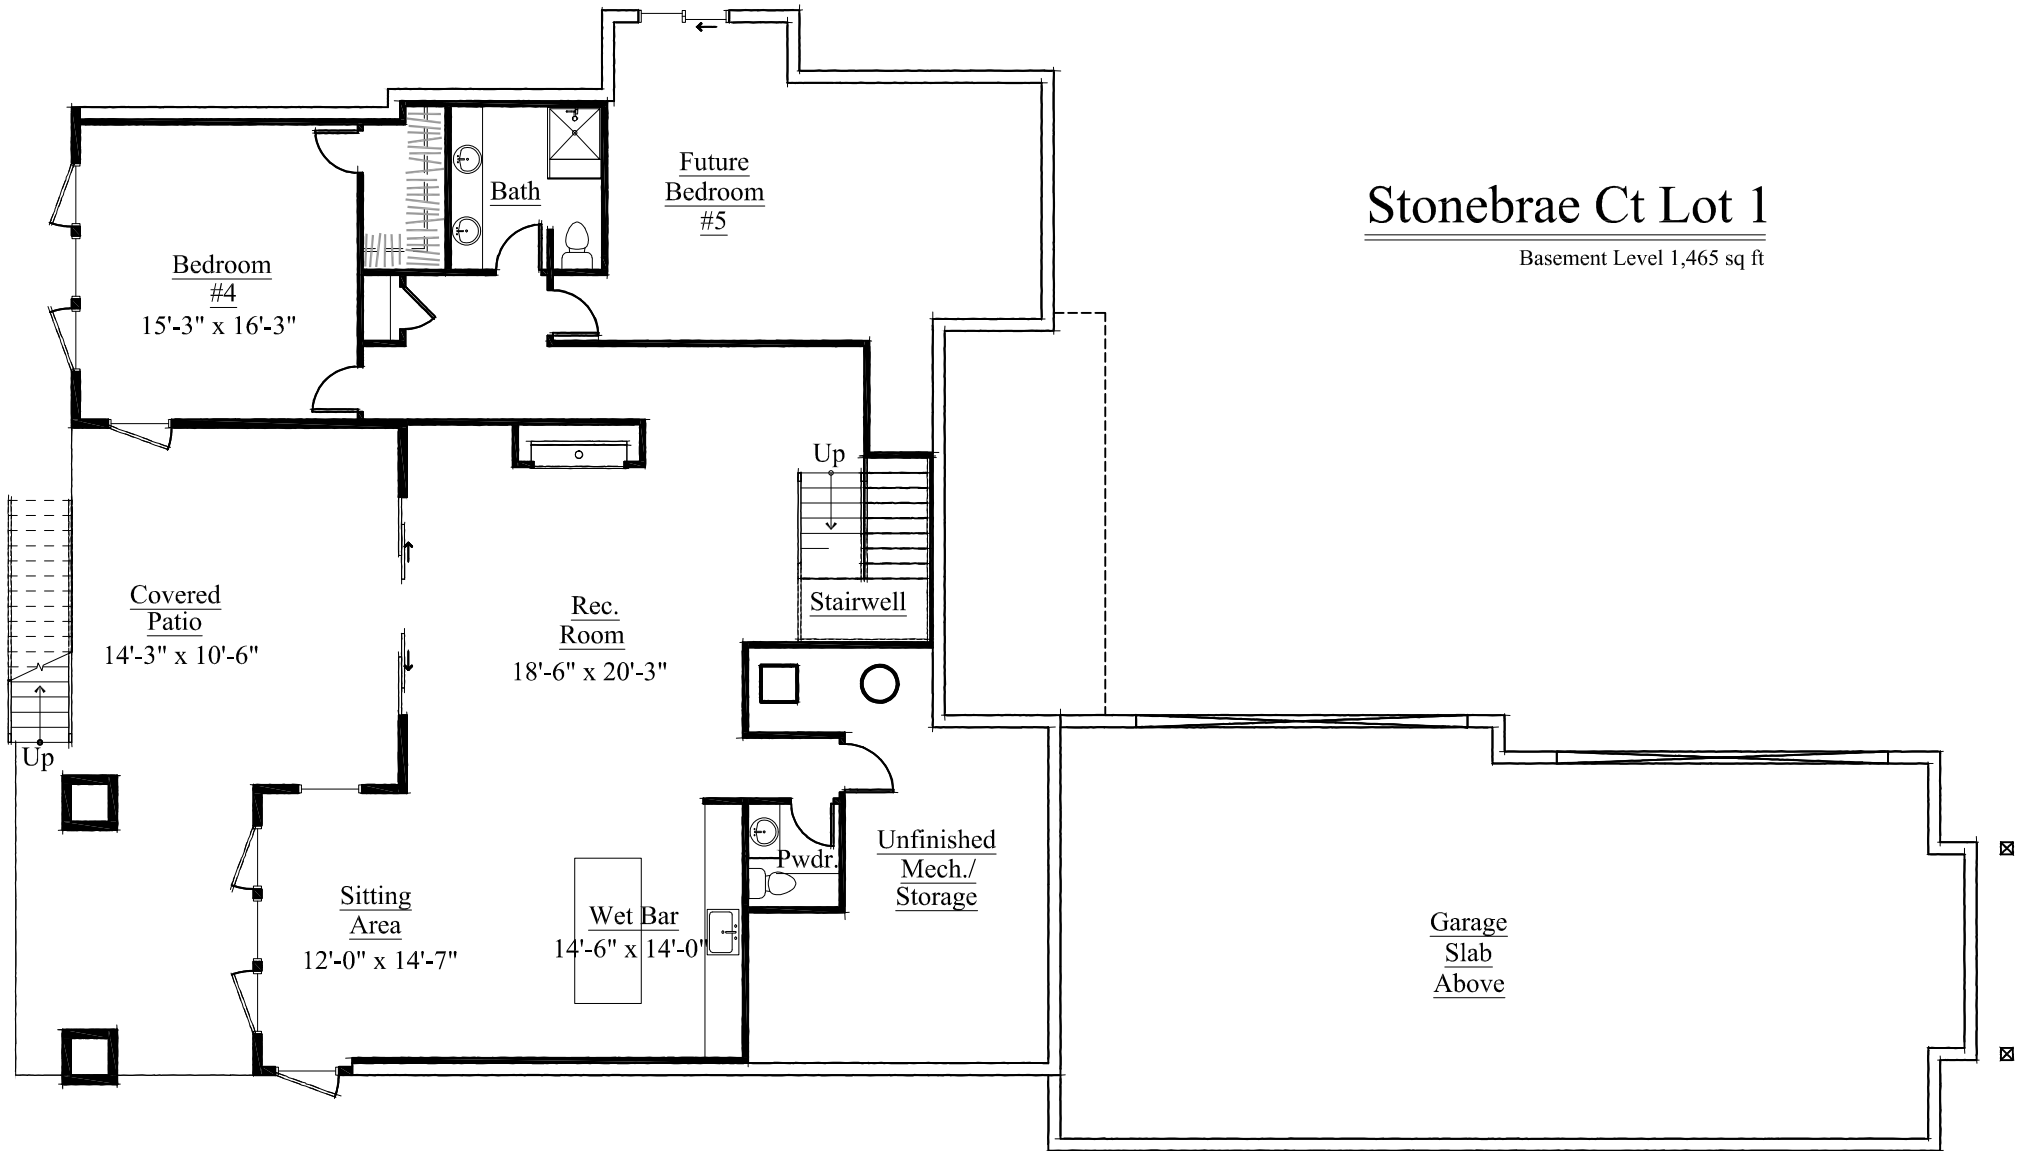 Stonebrae Ct Lot 1
Basement Level 1,465 sq ft
Future
Bedroom
#5
Bath
Bedroom
#4
15'-3" x 16'-3"
Up
Stairwell
Covered
Patio
14'-3" x 10'-6"
Rec.
Room
18'-6" x 20'-3"
Up
Pwdr.
Unfinished
Mech./
Storage
Sitting
Area
12'-0" x 14'-7"
Wet Bar
14'-6" x 14'-0"
Garage
Slab
Above